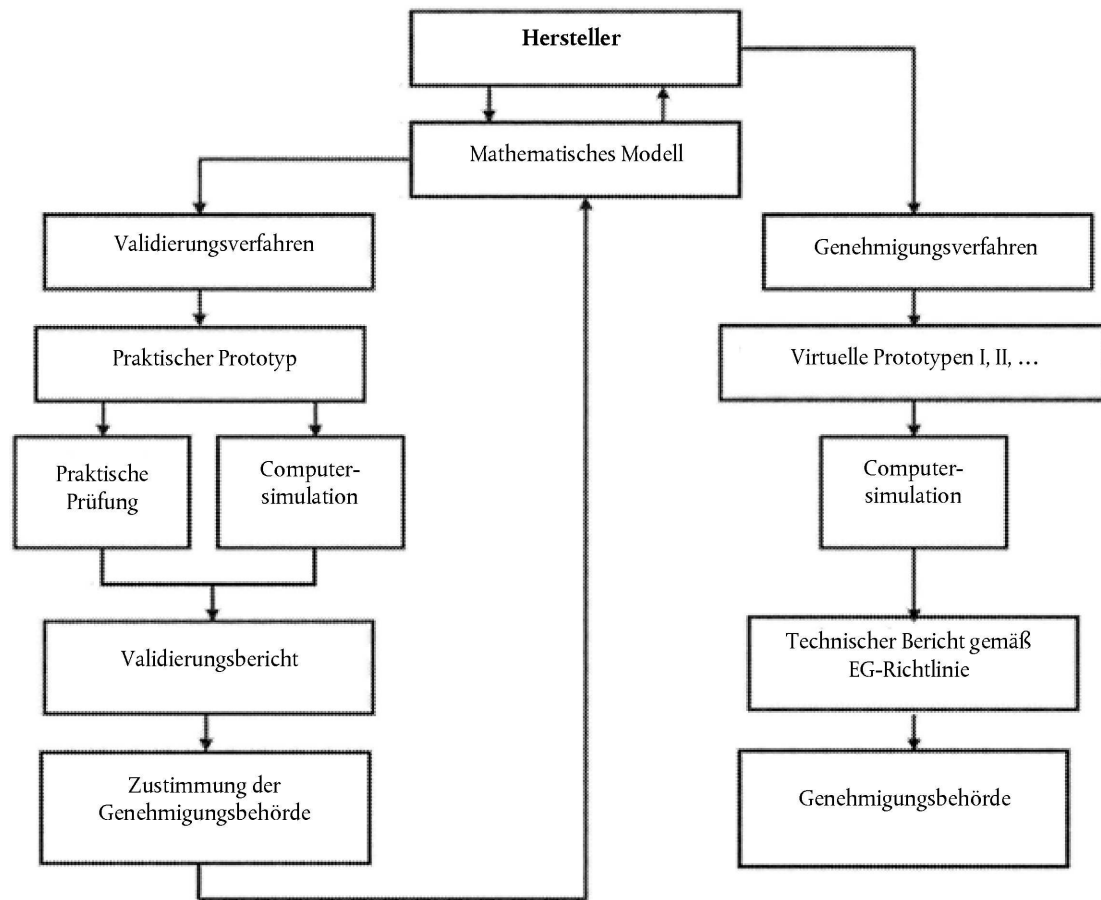 Hersteller
Mathematisches Modell
Validierungsverfahren
Genehmigungsverfahren
Praktischer Prototyp
Virtuelle Prototypen I, II, …
Praktische
Prüfung
Computer-
simulation
Computer-
simulation
Validierungsbericht
Technischer Bericht gemäß
EG-Richtlinie
Zustimmung der
Genehmigungsbehörde
Genehmigungsbehörde